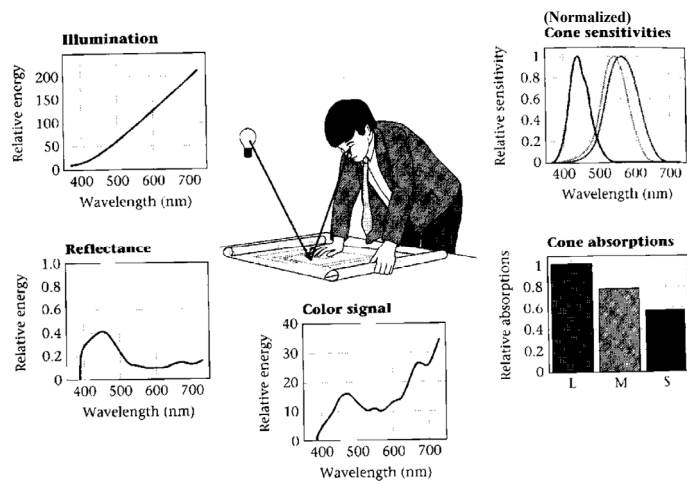 Illumination
Relative energy
200
150
100
50
0
400 500 600 700
Wavelength (nm)
(Normalized)
Cone sensitivities
Relative sensitivity
1
0.8
0.6
0.4
0.2
0
400 500 600 700
Wavelength (nm)
Reflectance
Relative energy
1.0
0.8
0.6
0.4
0.2
0
400 500 600 700
Wavelength (nm)
Color signal
Relative energy
40
30
20
10
0
400 500 600 700
Wavelength (nm)
Cone absorptions
Relative absorptions
1
0.8
0.6
0.4
0.2
0
L M S